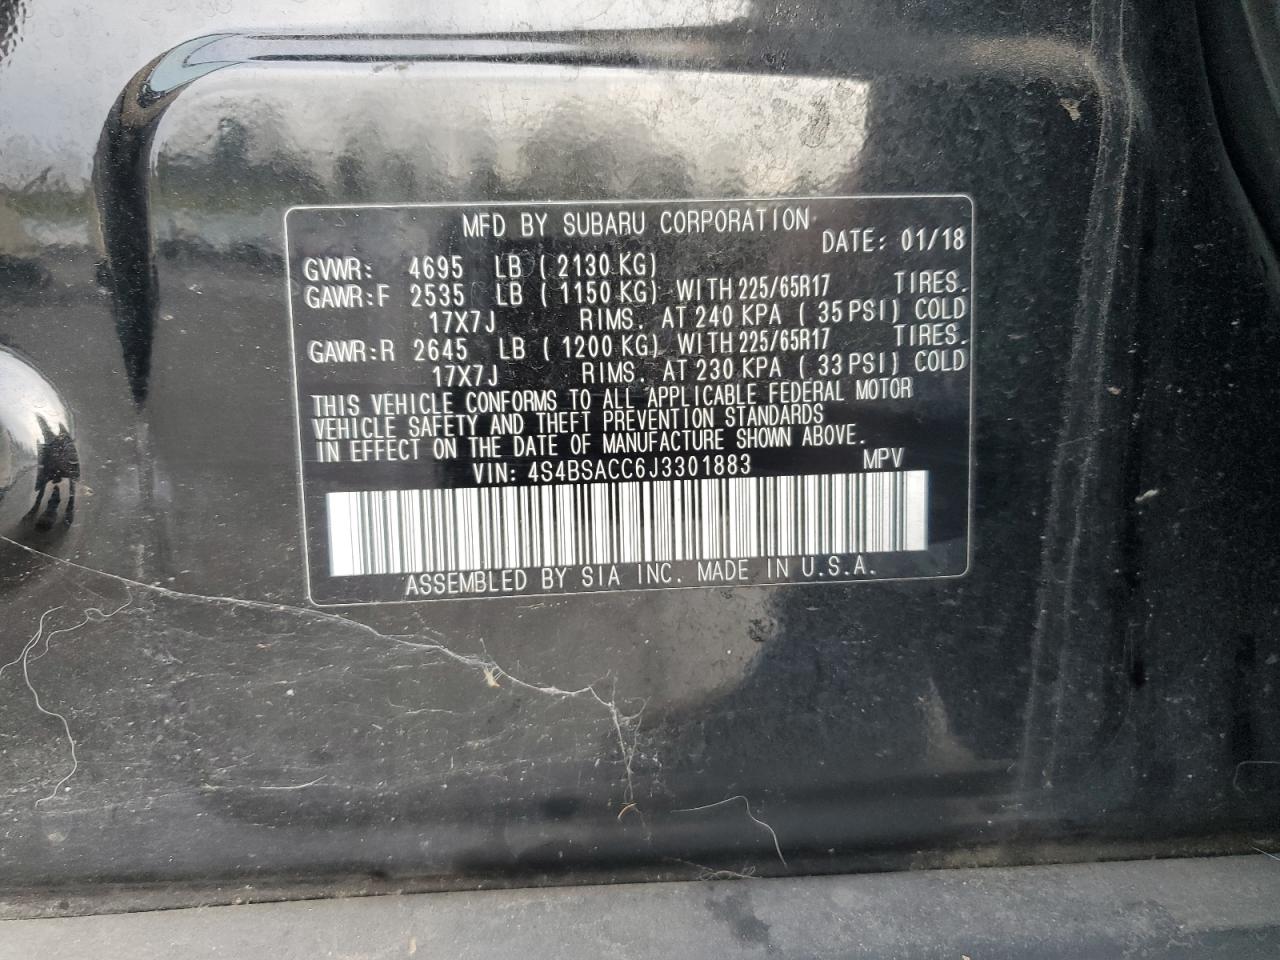 MFD BY SUBARU CORPORATION
DATE: 01/18
GVWR: 4695 LB ( 2130 KG)
GAWR:F 2535 LB ( 1150 KG) WITH 225/65R17 TIRES.
17X7J RIMS. AT 240 KPA ( 35 PSI) COLD
GAWR:R 2645 LB ( 1200 KG) WITH 225/65R17 TIRES.
17X7J RIMS. AT 230 KPA ( 33 PSI) COLD
THIS VEHICLE CONFORMS TO ALL APPLICABLE FEDERAL MOTOR
VEHICLE SAFETY AND THEFT PREVENTION STANDARDS
IN EFFECT ON THE DATE OF MANUFACTURE SHOWN ABOVE.
VIN: 4S4BSACC6J3301883 MPV
ASSEMBLED BY SIA INC. MADE IN U.S.A.